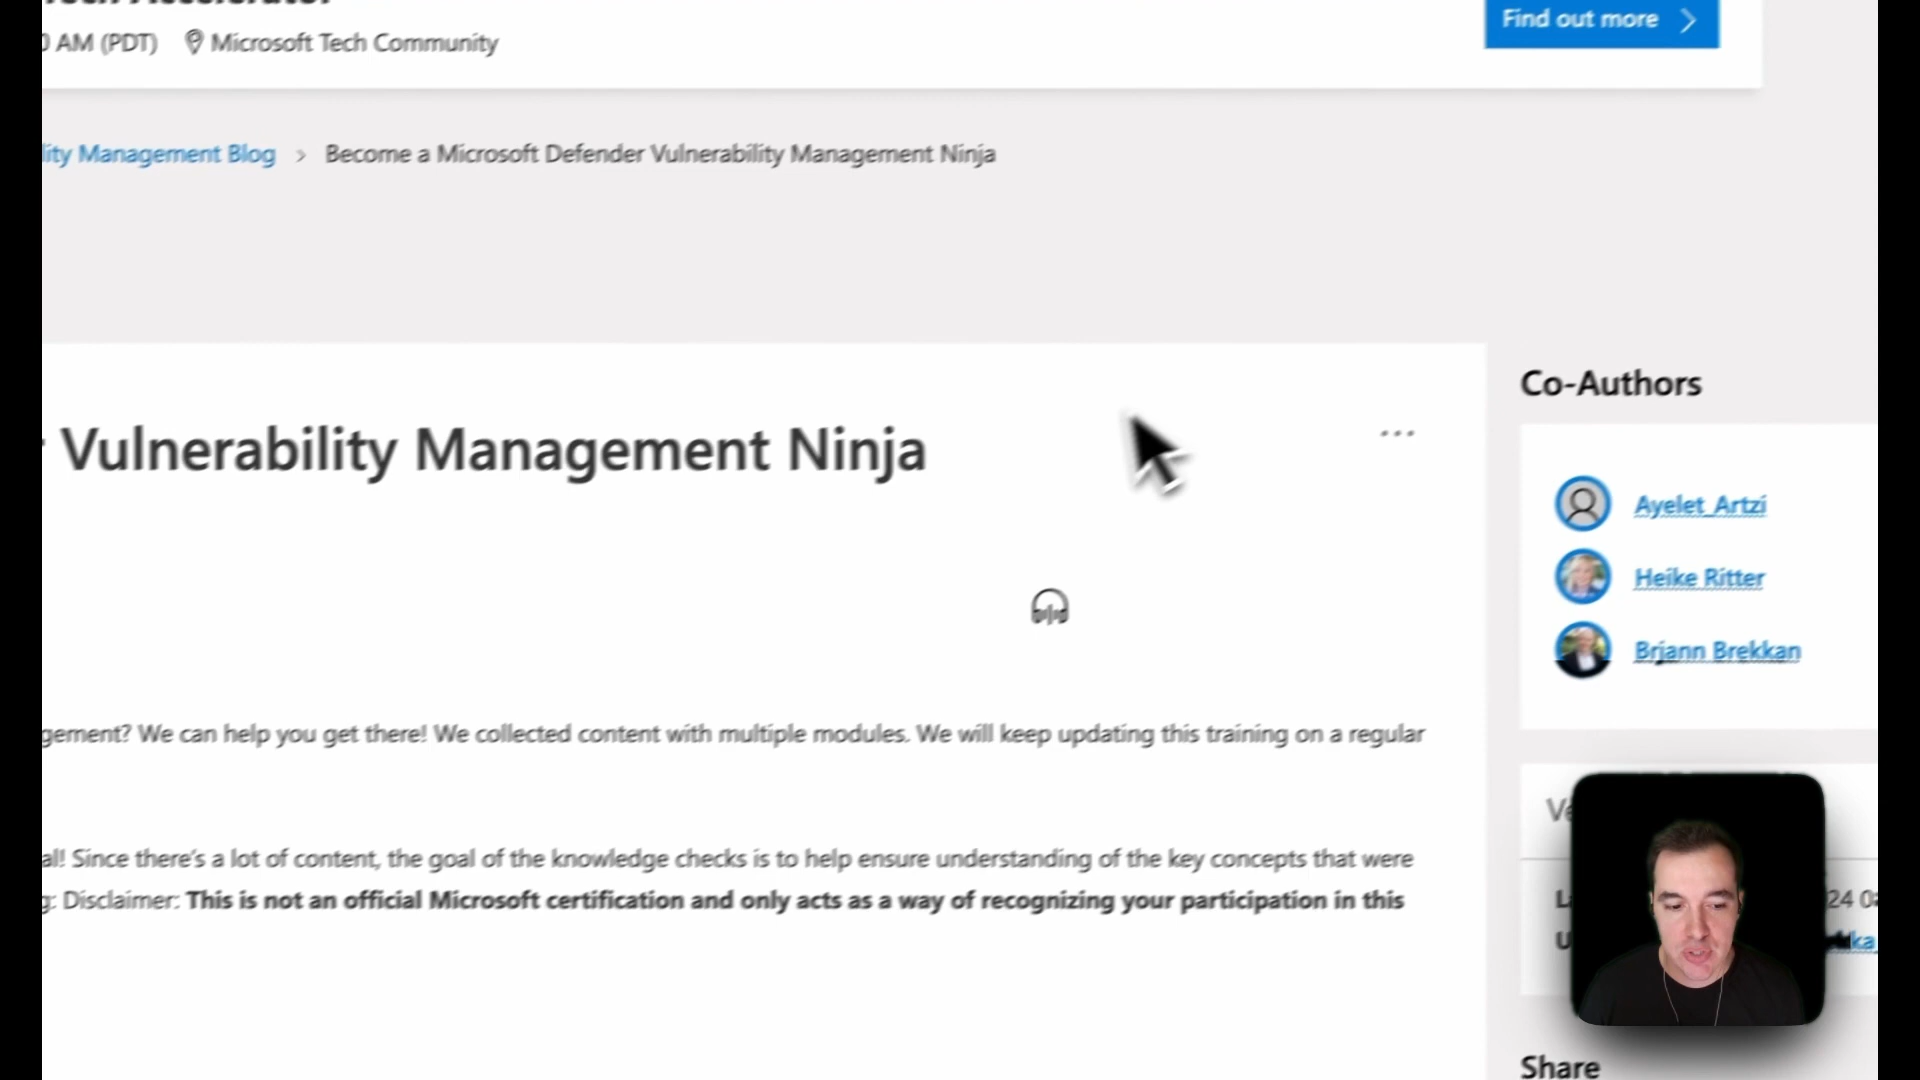 AM (PDT) Microsoft Tech Community
Find out more
Management Blog > Become a Microsoft Defender Vulnerability Management Ninja
Vulnerability Management Ninja
...
Co-Authors
Ayelet_Artzi
Heike Ritter
Brjann Brekkan
gement? We can help you get there! We collected content with multiple modules. We will keep updating this training on a regular
al! Since there's a lot of content, the goal of the knowledge checks is to help ensure understanding of the key concepts that were
g: Disclaimer: This is not an official Microsoft certification and only acts as a way of recognizing your participation in this
Share